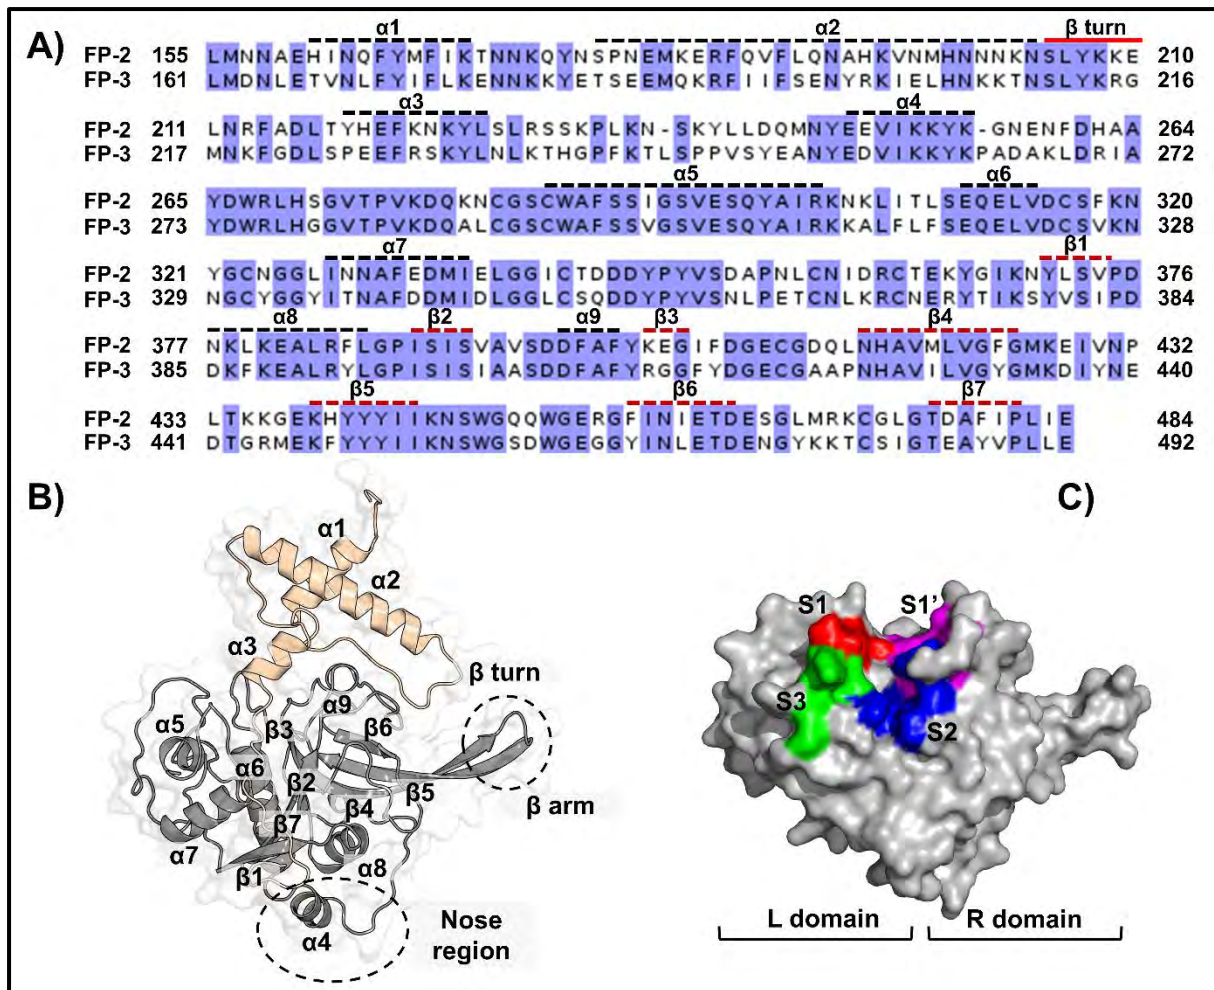 A)
α1 α2 β turn
FP-2 155 LMNNAEHINQFYMFIKTNNKQYNSPNEMKERFQVFLQNAHKVNMHNNNKNSLYKKE 210
FP-3 161 LMDNLETVNLFYIFLKENNKKYETSEEMQKRFIIFSENYRKIELHNKKTNSLYKRG 216
α3 α4
FP-2 211 LNRFADLTYHEFKNKYLSLRSSKPLKN-SKYLLDQMNYEEVIKKYK-GNENFDHAA 264
FP-3 217 MNKFGDLSPEEFRSKYLNLKTHGPFKTLSPPVSYEANYEDVIKKYKPADAKLDRIA 272
α5 α6
FP-2 265 YDWRLHSGVTPVKDQKNCGSCWAFSSIGSVESQYAIRKNKLITLSEQELVDCSFKN 320
FP-3 273 YDWRLHGGVTPVKDQALCGSCWAFSSVGSVESQYAIRKKALFLFSEQELVDCSVKN 328
α7 β1
FP-2 321 YGCNGGLINNAFEDMIELGGICTDDDYPYVSDAPNLCNIDRCTEKYGIKNYLSVPD 376
FP-3 329 NGCYGGYITNAFDDMIDLGGLCSQDDYPYVSNLPETCNLKRCNERYTIKSYVSIPD 384
α8 β2 α9 β3 β4
FP-2 377 NKLKEALRFLGPISISVAVSDDFAFYKEGIFDGECGDQLNHAVMLVGFGMKEIVNP 432
FP-3 385 DKFKEALRYLGPISISIAASDDFAFYRGGFYDGECGAAPNHAVILVGYGMKDIYNE 440
β5 β6 β7
FP-2 433 LTKKGEKHYYYIIKNSWGQQWGERGFINIETDESGLMRKCGLGTDAFIPLIE 484
FP-3 441 DTGRMEKFYYYIIKNSWGSDWGEGGYINLETDENGYKKTCSIGTEAYVPLLE 492
B)
α1
α2
α3
β turn
α5
β3
α9
β6
α6
β2
β4
β5
β arm
β7
α7
β1
α8
α4
Nose
region
C)
S1
S1’
S3
S2
L domain
R domain